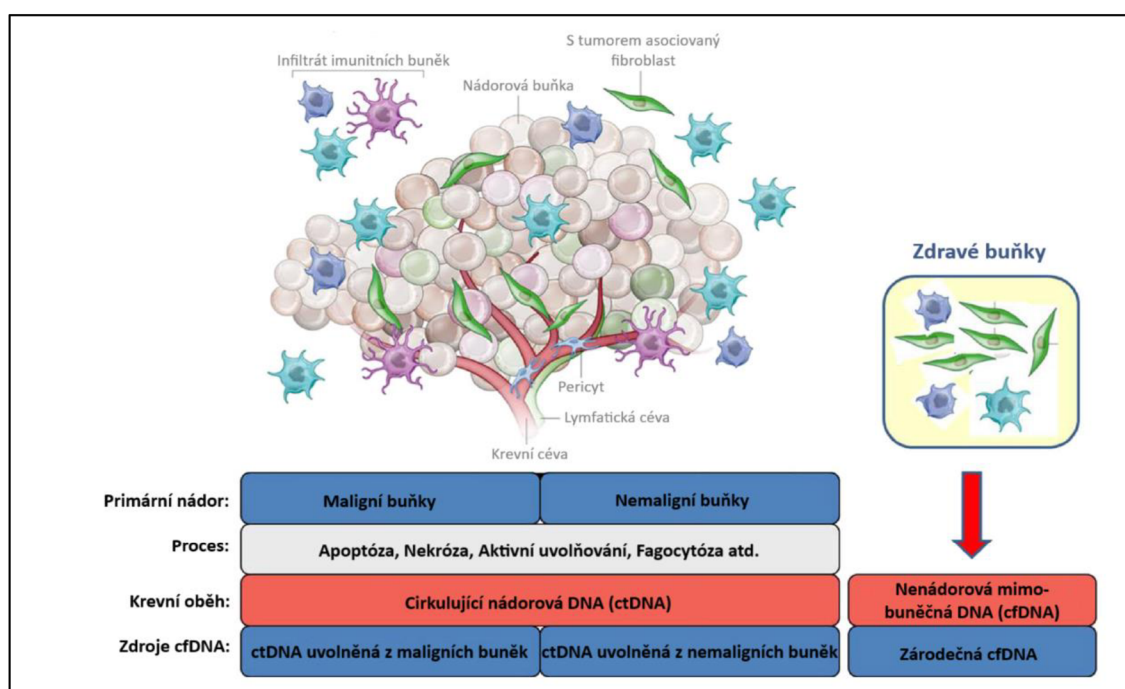 S tumorem asociovaný
fibroblast
Infiltrát imunitních buněk
Nádorová buňka
Zdravé buňky
Pericyt
Lymfatická céva
Krevní céva
Primární nádor:
Maligní buňky
Nemaligní buňky
Proces:
Apoptóza, Nekróza, Aktivní uvolňování, Fagocytóza atd.
Krevní oběh:
Cirkulující nádorová DNA (ctDNA)
Nenádorová mimo-
buněčná DNA (cfDNA)
Zdroje cfDNA:
ctDNA uvolněná z maligních buněk
ctDNA uvolněná z nemaligních buněk
Zárodečná cfDNA